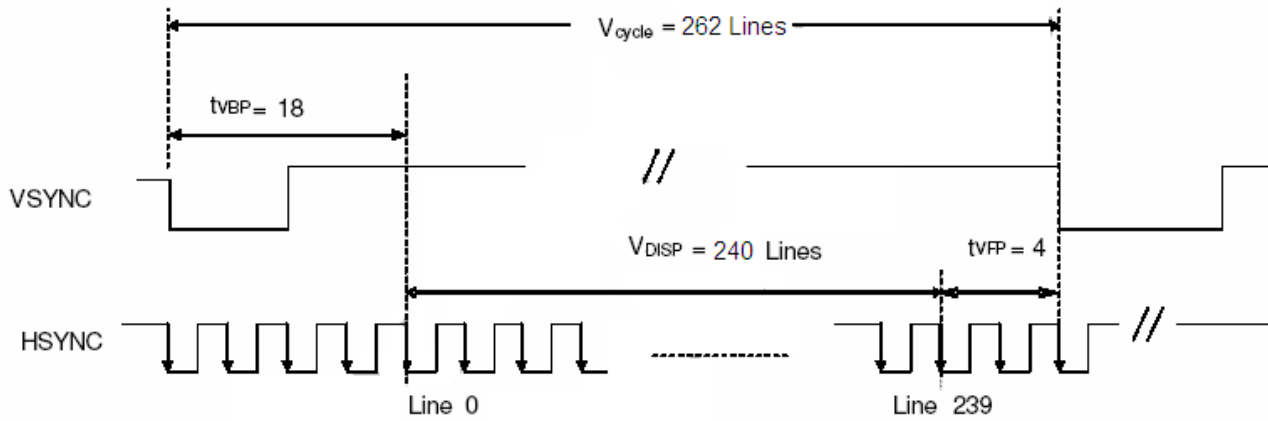 Vcycle = 262 Lines
tVBP = 18
VSYNC
VDISP = 240 Lines
tVFP = 4
HSYNC
Line 0
Line 239